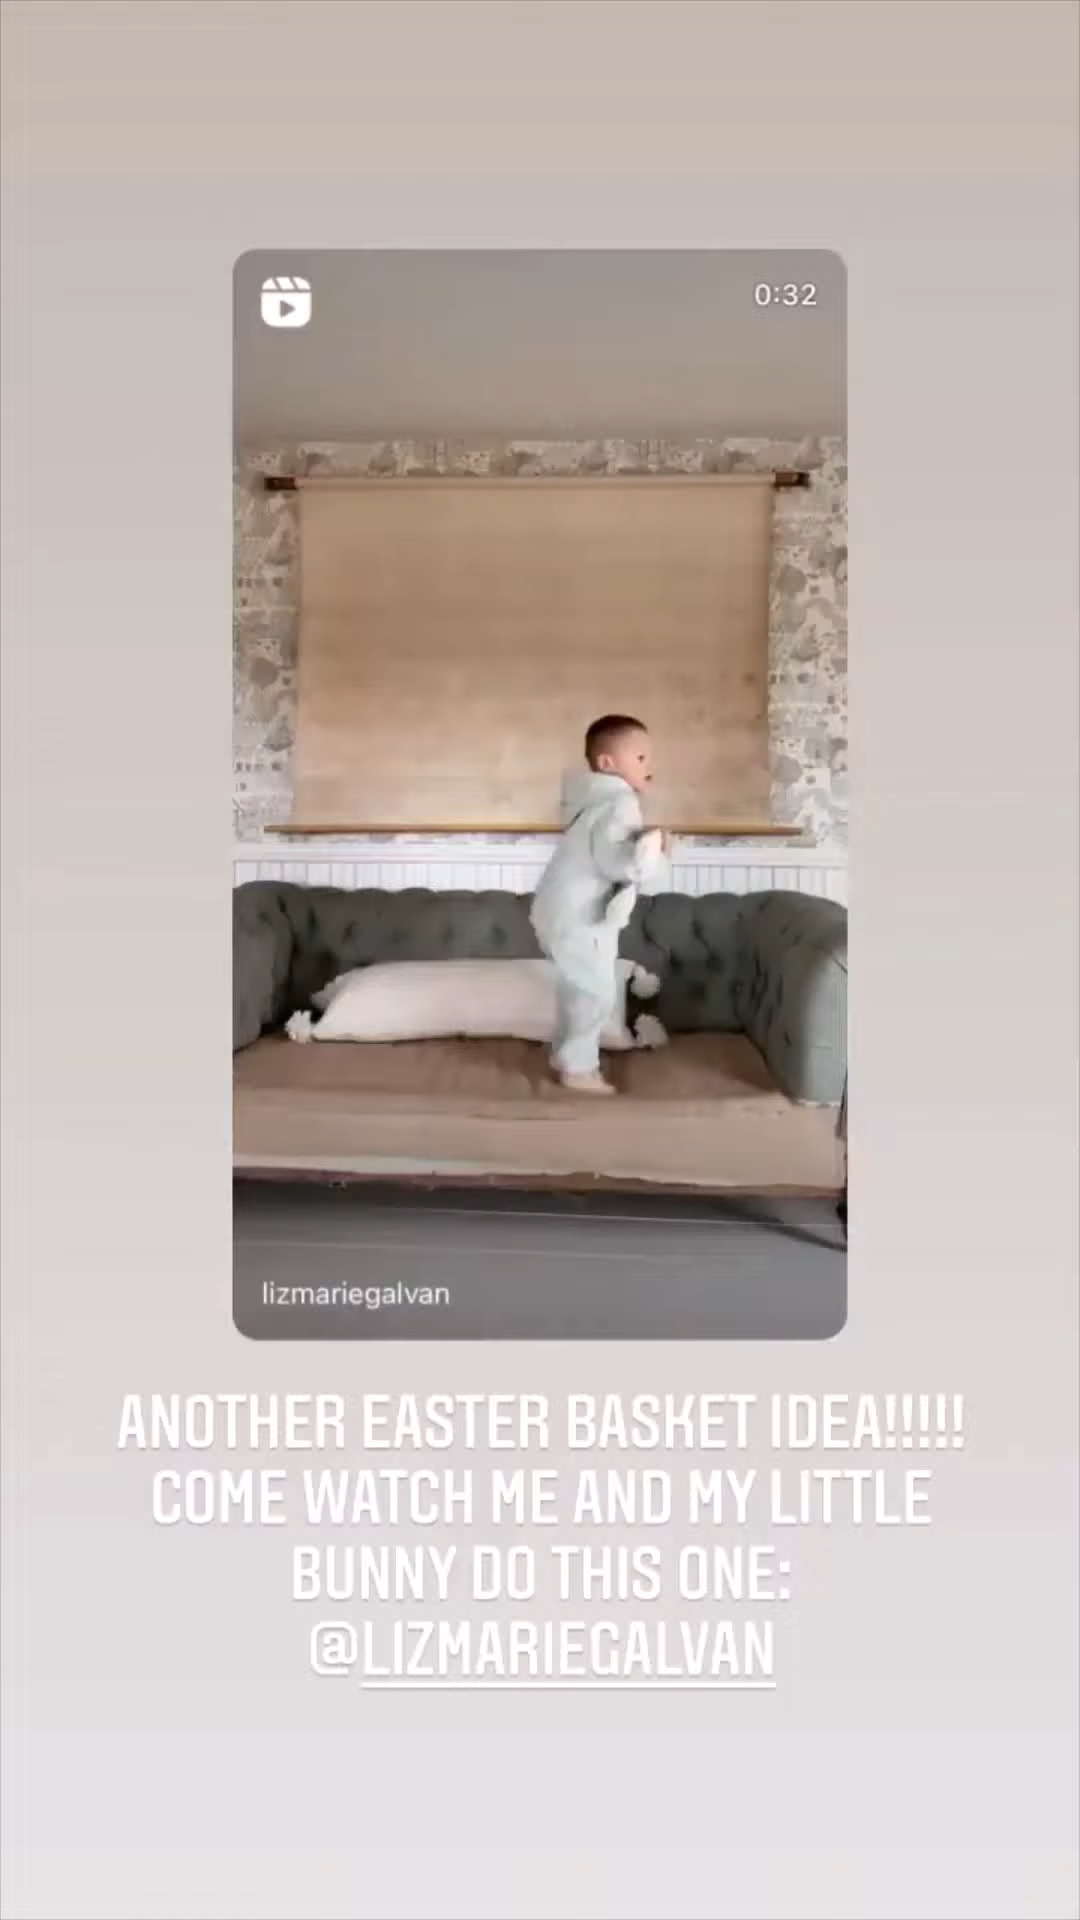 0:32
lizmariegalvan
ANOTHER EASTER BASKET IDEA!!!!!
COME WATCH ME AND MY LITTLE
BUNNY DO THIS ONE:
@LIZMARIEGALVAN